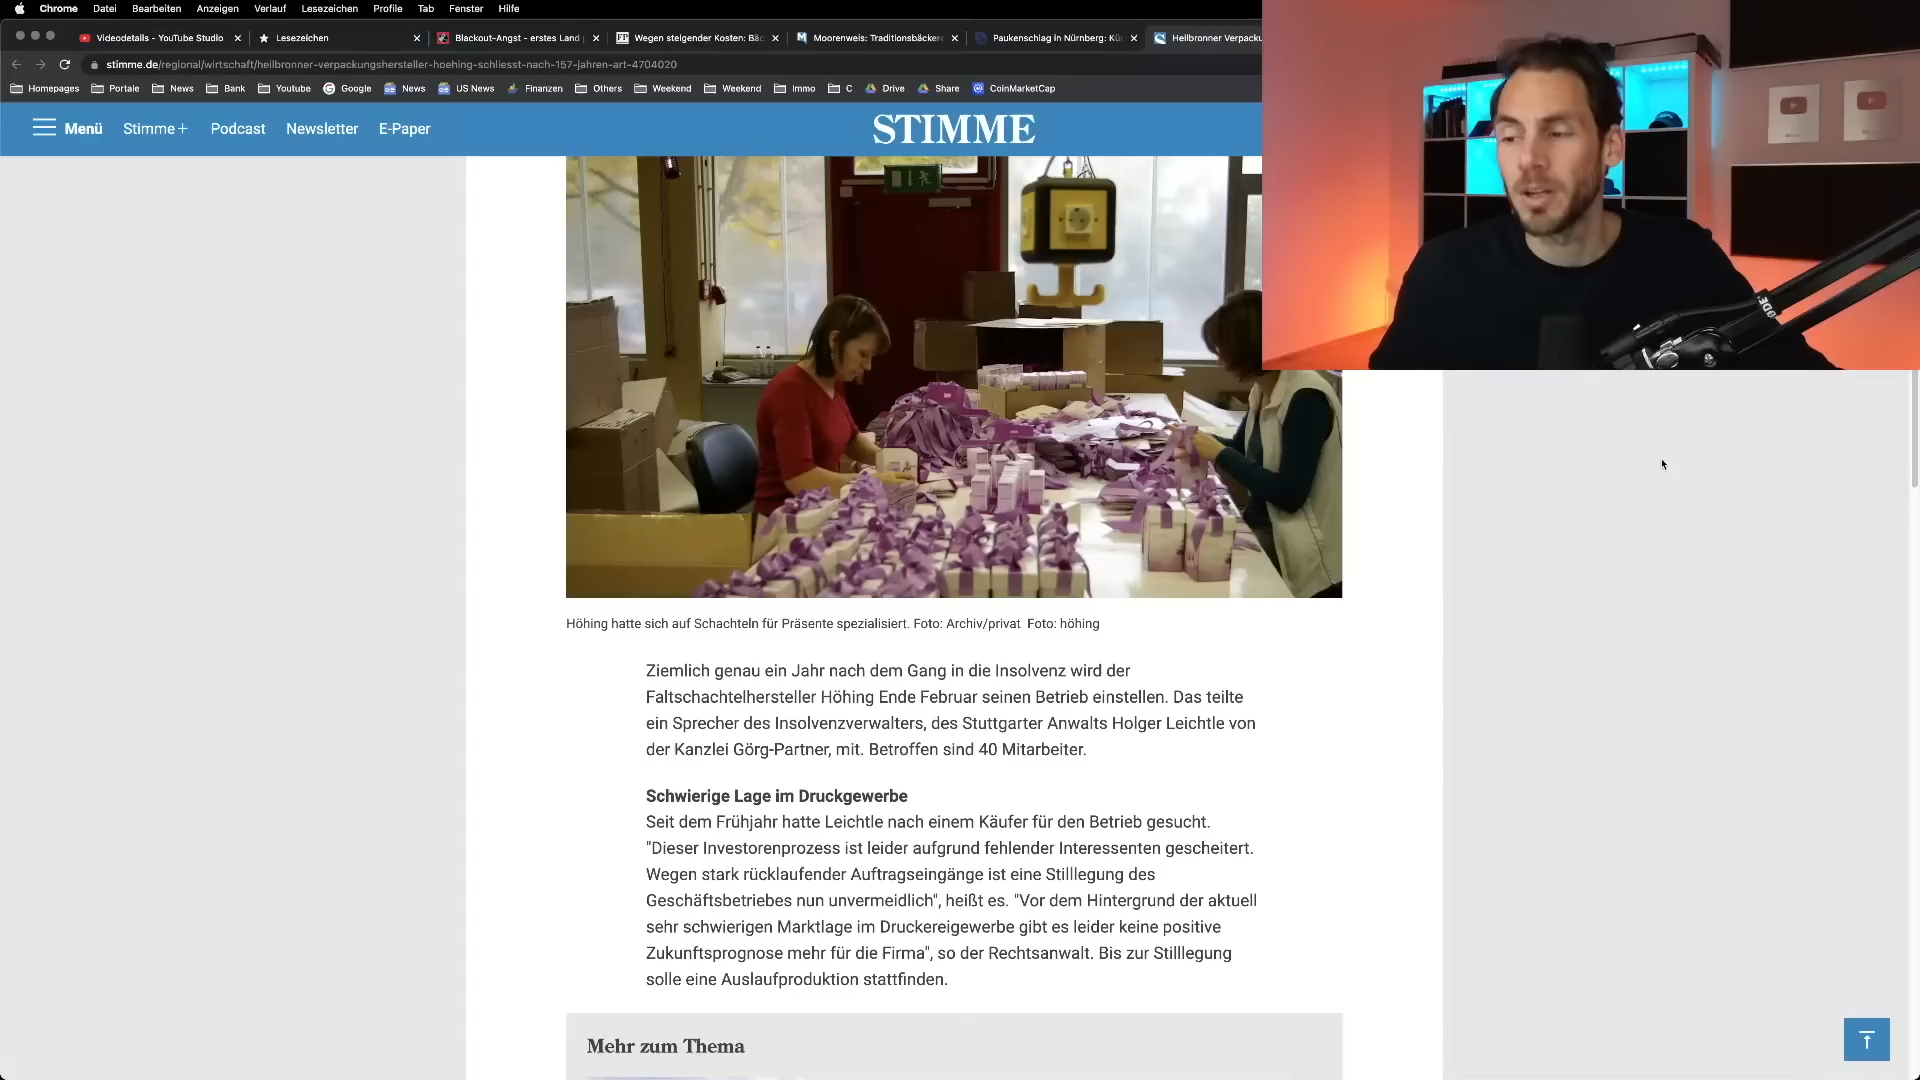 Chrome Datei Bearbeiten Anzeigen Verlauf Lesezeichen Profile Tab Fenster Hilfe
Videodetails - YouTube Studio Lesezeichen Blackout-Angst - erstes Land Wegen steigender Kosten: Bäc Moorenweis: Traditionsbäckere Paukenschlag in Nürnberg: Kü Heilbronner Verpacku
stimme.de/regional/wirtschaft/heilbronner-verpackungshersteller-hoehing-schliesst-nach-157-jahren-art-4704020
Homepages Portale News Bank Youtube Google News US News Finanzen Others Weekend Weekend Immo C Drive Share CoinMarketCap
Menü Stimme+ Podcast Newsletter E-Paper STIMME
Höhing hatte sich auf Schachteln für Präsente spezialisiert. Foto: Archiv/privat Foto: höhing
Ziemlich genau ein Jahr nach dem Gang in die Insolvenz wird der
Faltschachtelhersteller Höhing Ende Februar seinen Betrieb einstellen. Das teilte
ein Sprecher des Insolvenzverwalters, des Stuttgarter Anwalts Holger Leichtle von
der Kanzlei Görg-Partner, mit. Betroffen sind 40 Mitarbeiter.
Schwierige Lage im Druckgewerbe
Seit dem Frühjahr hatte Leichtle nach einem Käufer für den Betrieb gesucht.
"Dieser Investorenprozess ist leider aufgrund fehlender Interessenten gescheitert.
Wegen stark rücklaufender Auftragseingänge ist eine Stilllegung des
Geschäftsbetriebes nun unvermeidlich", heißt es. "Vor dem Hintergrund der aktuell
sehr schwierigen Marktlage im Druckereigewerbe gibt es leider keine positive
Zukunftsprognose mehr für die Firma", so der Rechtsanwalt. Bis zur Stilllegung
solle eine Auslaufproduktion stattfinden.
Mehr zum Thema